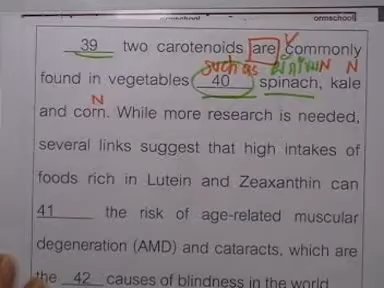 ormschool
39 two carotenoids are commonly
such as N N
found in vegetables 40 spinach, kale
N
and corn. While more research is needed,
several links suggest that high intakes of
foods rich in Lutein and Zeaxanthin can
41 the risk of age-related muscular
degeneration (AMD) and cataracts, which are
the 42 causes of blindness in the world